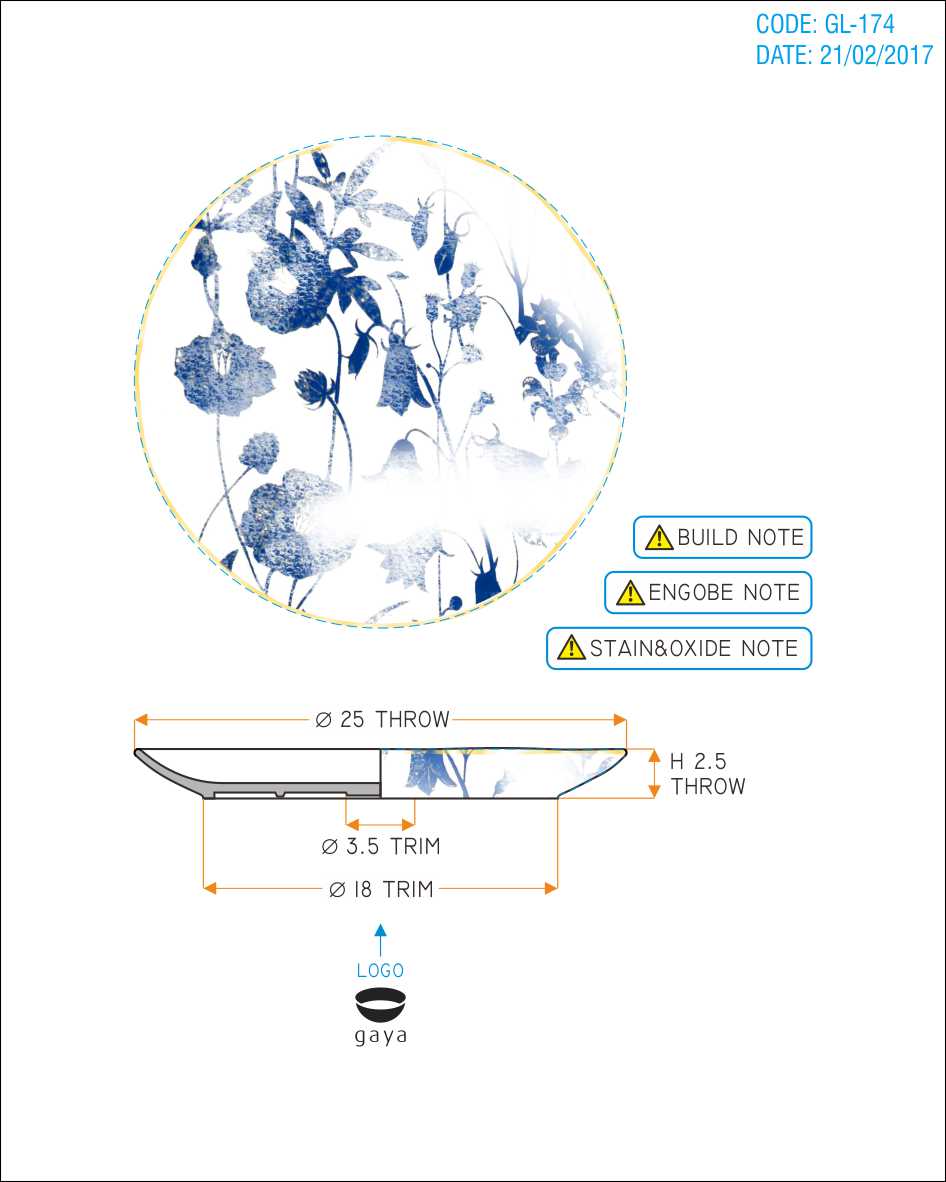 CODE: GL-174
DATE: 21/02/2017
BUILD NOTE
ENGOBE NOTE
STAIN&OXIDE NOTE
Ø 25 THROW
H 2.5
THROW
Ø 3.5 TRIM
Ø 18 TRIM
LOGO
gaya